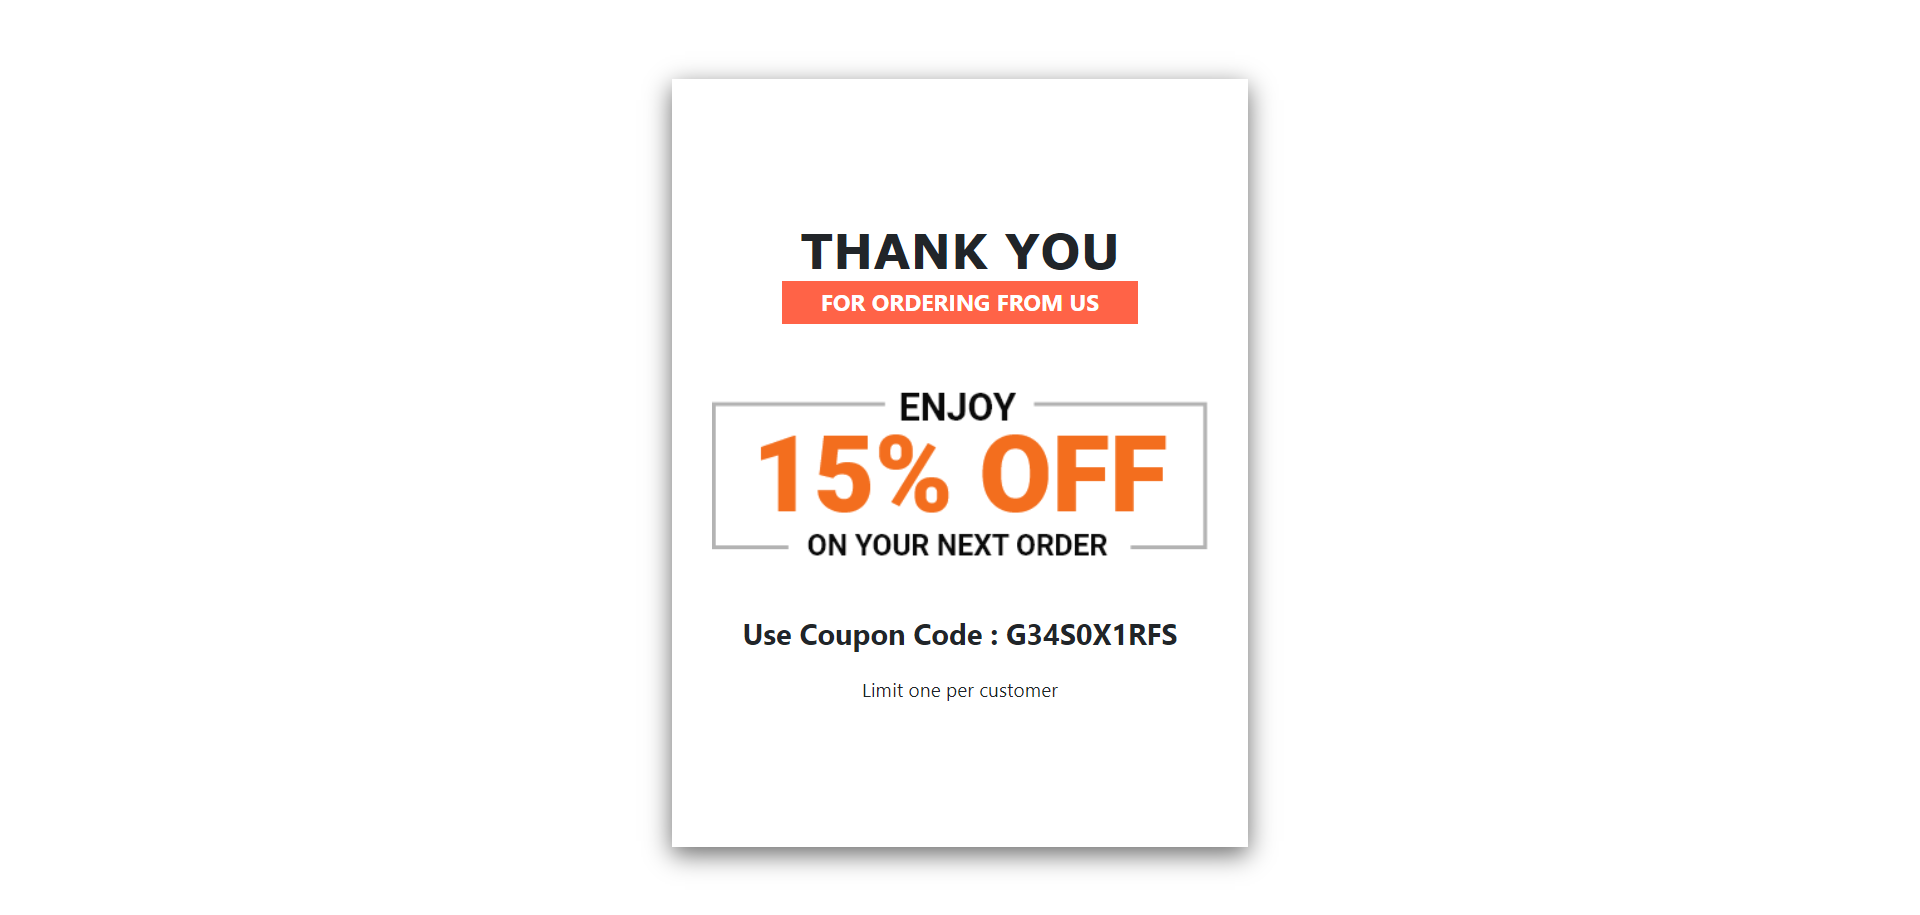 THANK YOU
FOR ORDERING FROM US
ENJOY
15% OFF
ON YOUR NEXT ORDER
Use Coupon Code : G34S0X1RFS
Limit one per customer